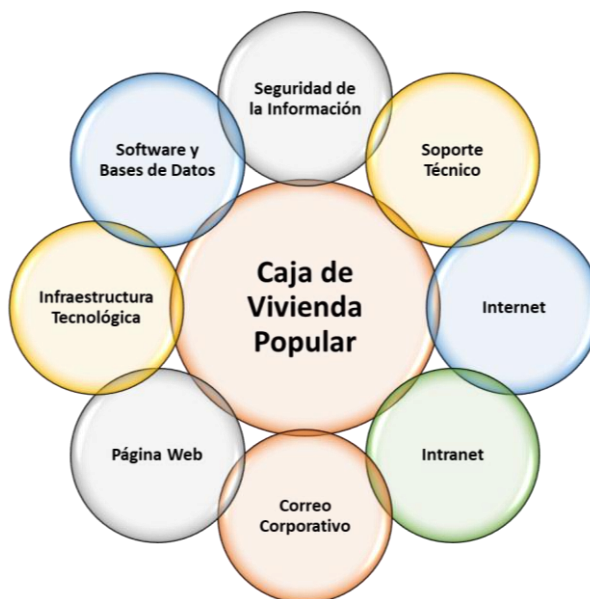 Seguridad de
la Información
Soporte
Técnico
Internet
Intranet
Correo
Corporativo
Página Web
Infraestructura
Tecnológica
Software y
Bases de Datos
Caja de
Vivienda
Popular